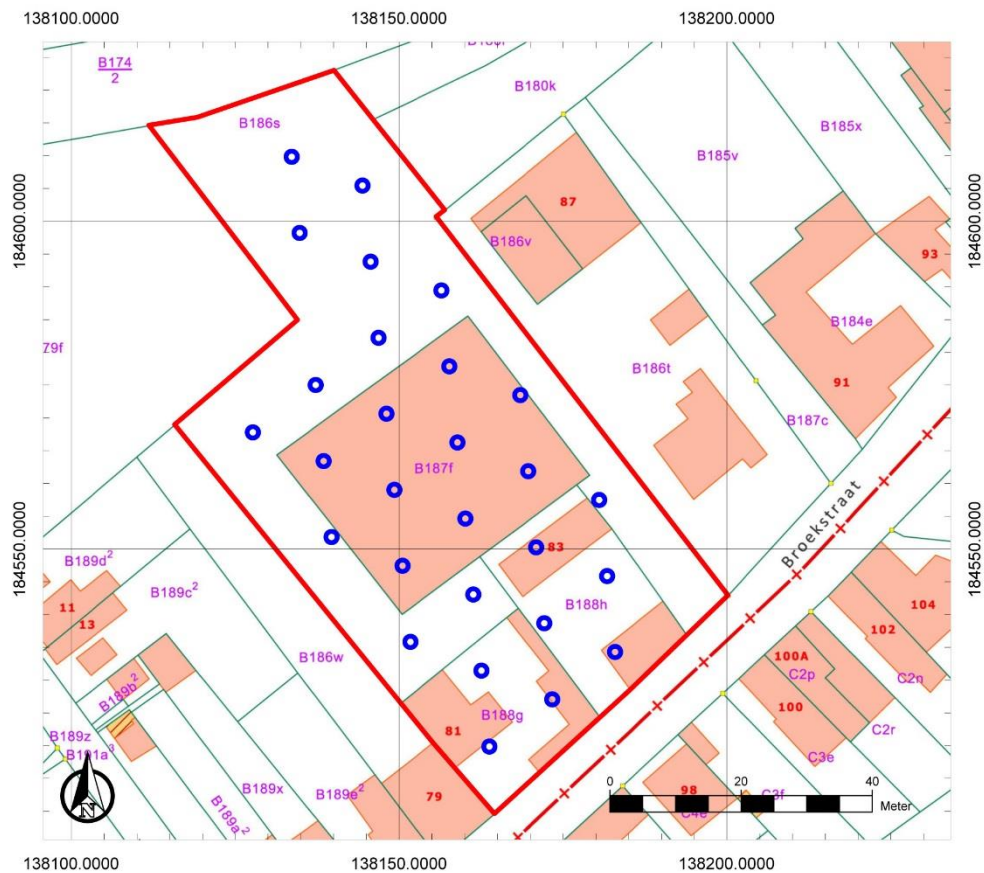 138100.0000 138150.0000 138200.0000
B174
2
B180k
B186s
B185x
B185v
87
B186v
93
184600.0000
184600.0000
79f
B184e
B186t
91
B187c
B187f
Broekstraat
83
184550.0000
184550.0000
B189d²
B189c²
11
13
B188h
104
102
B186w
100A
C2p
C2n
B189b²
100
B188g
81
B189z
C2r
C3e
B189x
B189e²
79
98
C3f
B189a²
N
0 20 40
Meter
138100.0000 138150.0000 138200.0000